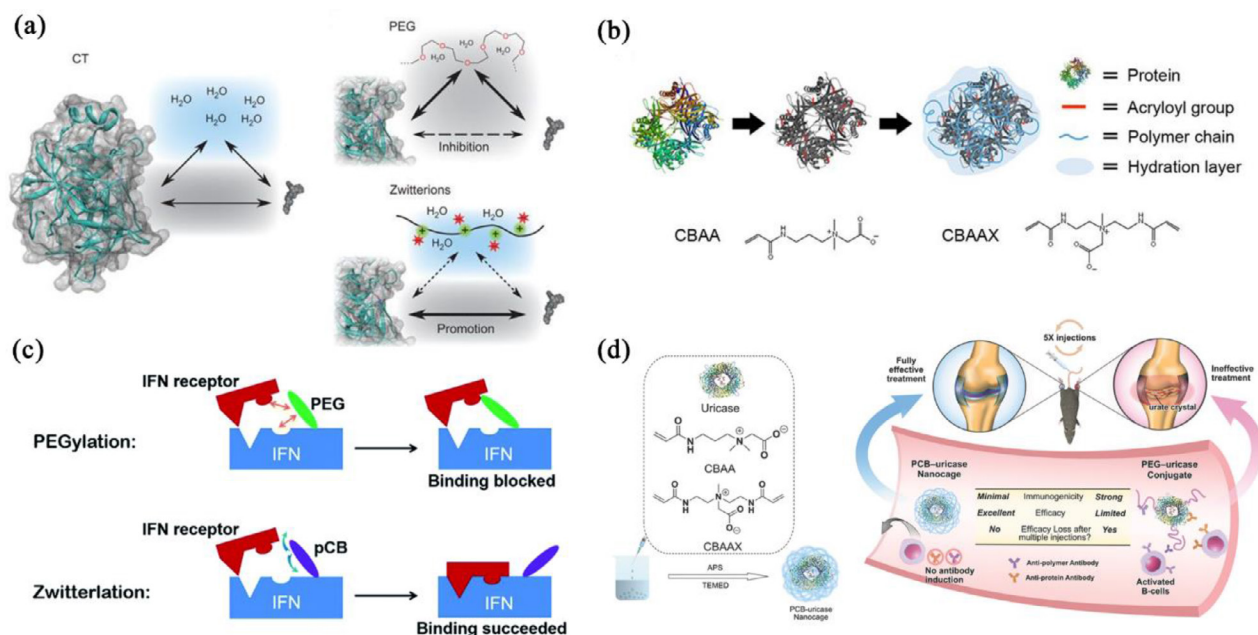 (a)
CT
H₂O
H₂O H₂O
H₂O H₂O
PEG
H₂O H₂O
H₂O
Inhibition
Zwitterions
H₂O H₂O
H₂O H₂O
Promotion
(b)
= Protein
= Acryloyl group
= Polymer chain
= Hydration layer
CBAA
CBAAX
(c)
IFN receptor
PEG
PEGylation:
IFN
IFN
Binding blocked
IFN receptor
pCB
Zwitterlation:
IFN
IFN
Binding succeeded
(d)
Uricase
CBAA
CBAAX
APS
TEMED
PCB-uricase
Nanocage
5X injections
Fully
effective
treatment
Ineffective
treatment
urate crystal
PCB–uricase
Nanocage
PEG–uricase
Conjugate
Minimal Immunogenicity Strong
Excellent Efficacy Limited
No Efficacy Loss after multiple injections? Yes
No antibody
induction
Anti-polymer Antibody
Anti-protein Antibody
Activated
B-cells